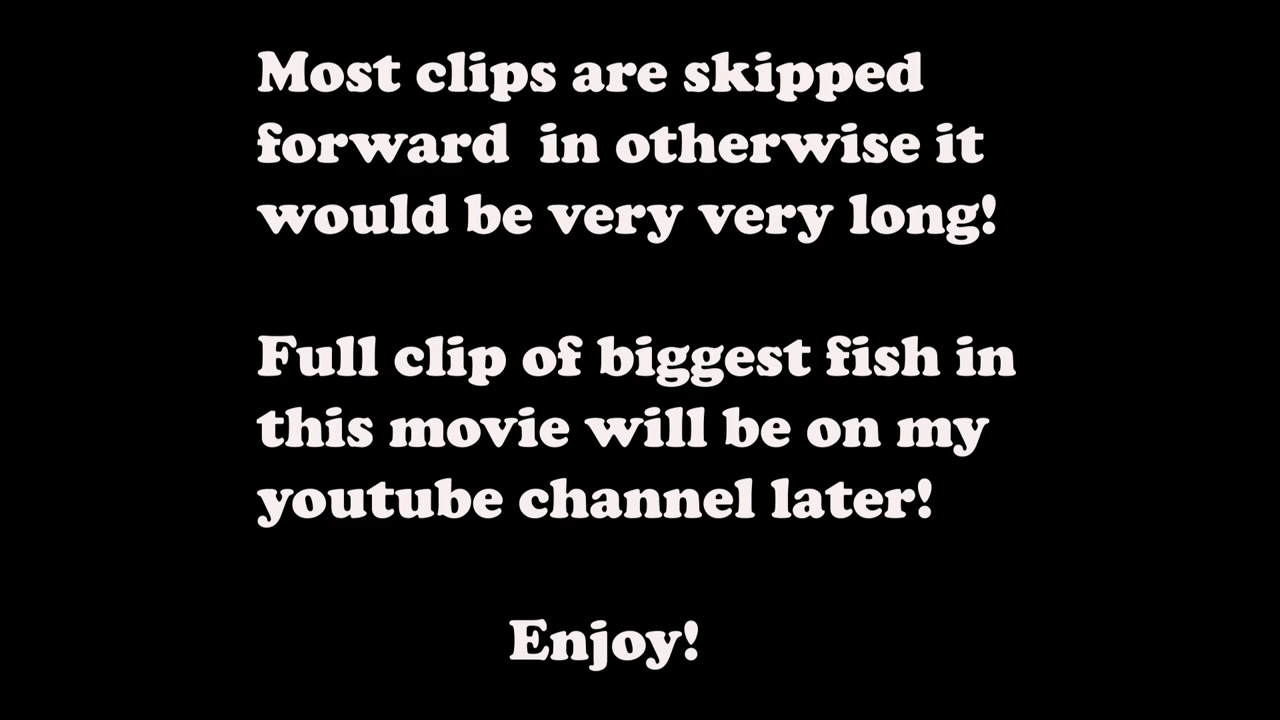 Most clips are skipped
forward  in otherwise it
would be very very long!
Full clip of biggest fish in
this movie will be on my
youtube channel later!
Enjoy!